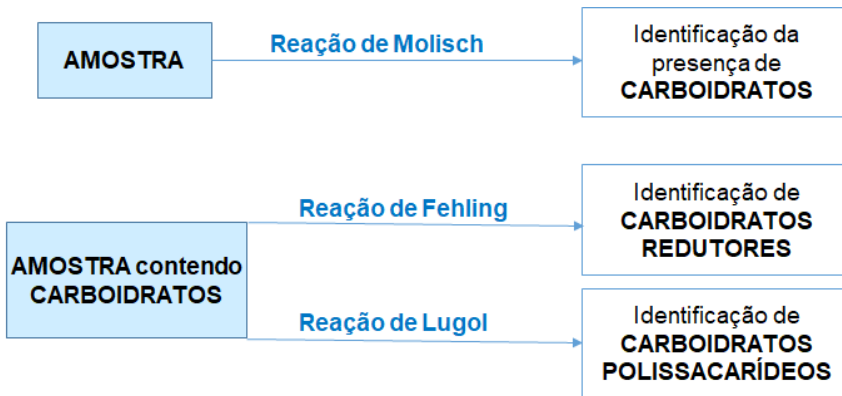 AMOSTRA
Reação de Molisch
Identificação da
presença de
CARBOIDRATOS
AMOSTRA contendo
CARBOIDRATOS
Reação de Fehling
Identificação de
CARBOIDRATOS
REDUTORES
Reação de Lugol
Identificação de
CARBOIDRATOS
POLISSACARÍDEOS